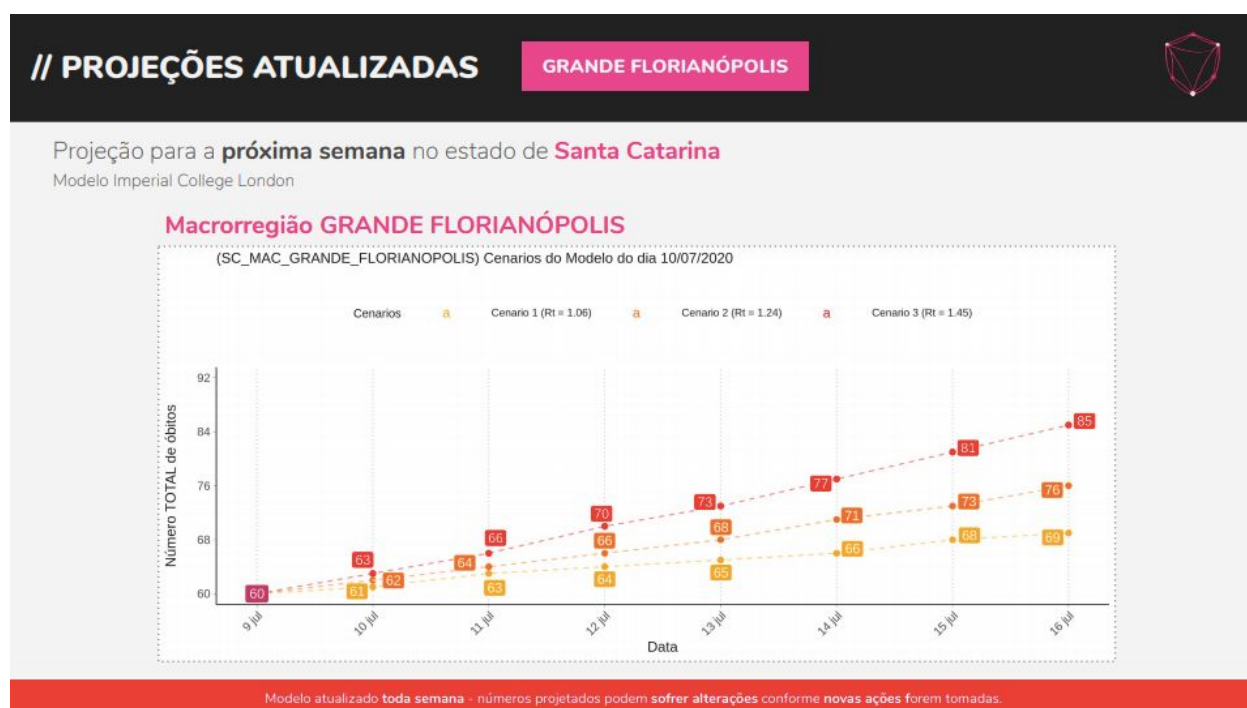 // PROJEÇÕES ATUALIZADAS
GRANDE FLORIANÓPOLIS
Projeção para a próxima semana no estado de Santa Catarina
Modelo Imperial College London
Macrorregião GRANDE FLORIANÓPOLIS
(SC_MAC_GRANDE_FLORIANOPOLIS) Cenarios do Modelo do dia 10/07/2020
Cenarios a Cenario 1 (Rt = 1.06) a Cenario 2 (Rt = 1.24) a Cenario 3 (Rt = 1.45)
Número TOTAL de óbitos
92
84
76
68
60
60
63 66 70 73 77 81 85
62 64 66 68 71 73 76
61 63 64 65 66 68 69
9 jul 10 jul 11 jul 12 jul 13 jul 14 jul 15 jul 16 jul
Data
Modelo atualizado toda semana - números projetados podem sofrer alterações conforme novas ações forem tomadas.